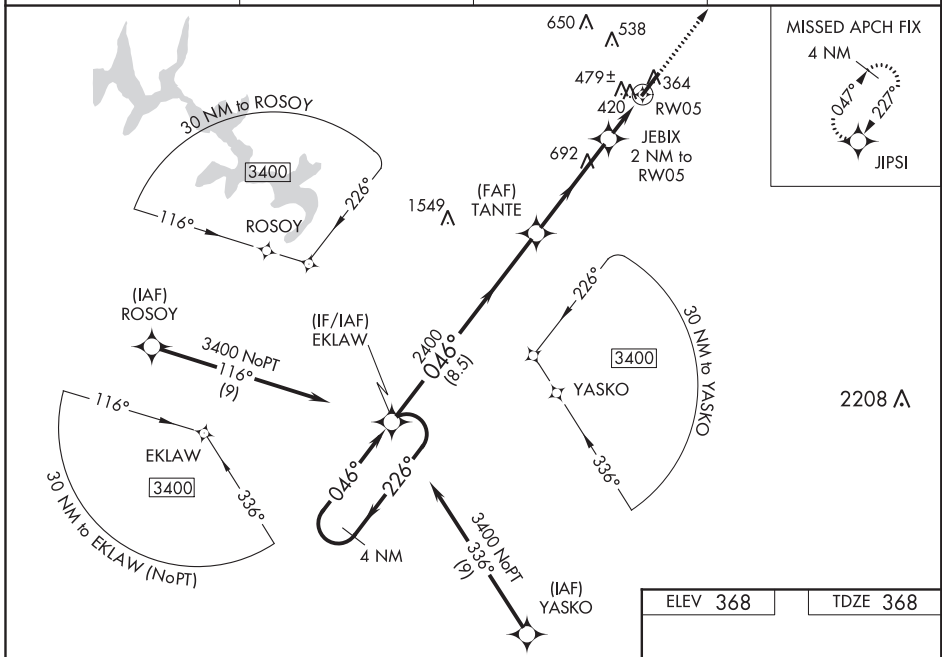 650
538
479±
364
420
RW05
JEBIX
2 NM to
RW05
692
MISSED APCH FIX
4 NM
047°
227°
JIPSI
30 NM to ROSOY
3400
226°
116°
ROSOY
1549
(FAF)
TANTE
(IAF)
ROSOY
3400 NoPT
116°
(9)
(IF/IAF)
EKLAW
2400
046°
(8.5)
226°
3400
30 NM to YASKO
YASKO
336°
2208
116°
EKLAW
3400
336°
30 NM to EKLAW (NoPT)
046°
226°
4 NM
3400 NoPT
336°
(9)
(IAF)
YASKO
ELEV 368
TDZE 368